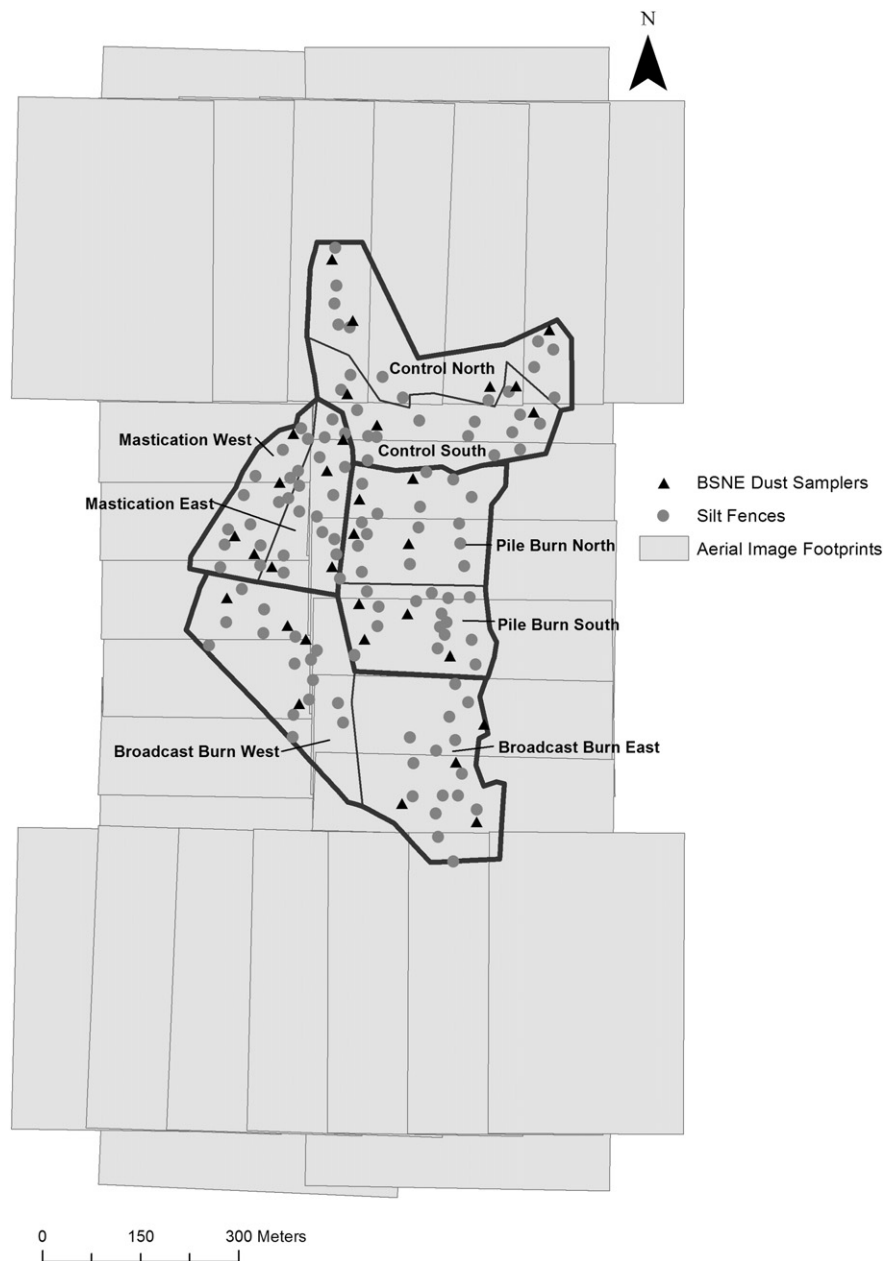 N
Control North
Mastication West
Control South
BSNE Dust Samplers
Mastication East
Silt Fences
Pile Burn North
Aerial Image Footprints
Pile Burn South
Broadcast Burn West
Broadcast Burn East
0 150 300 Meters